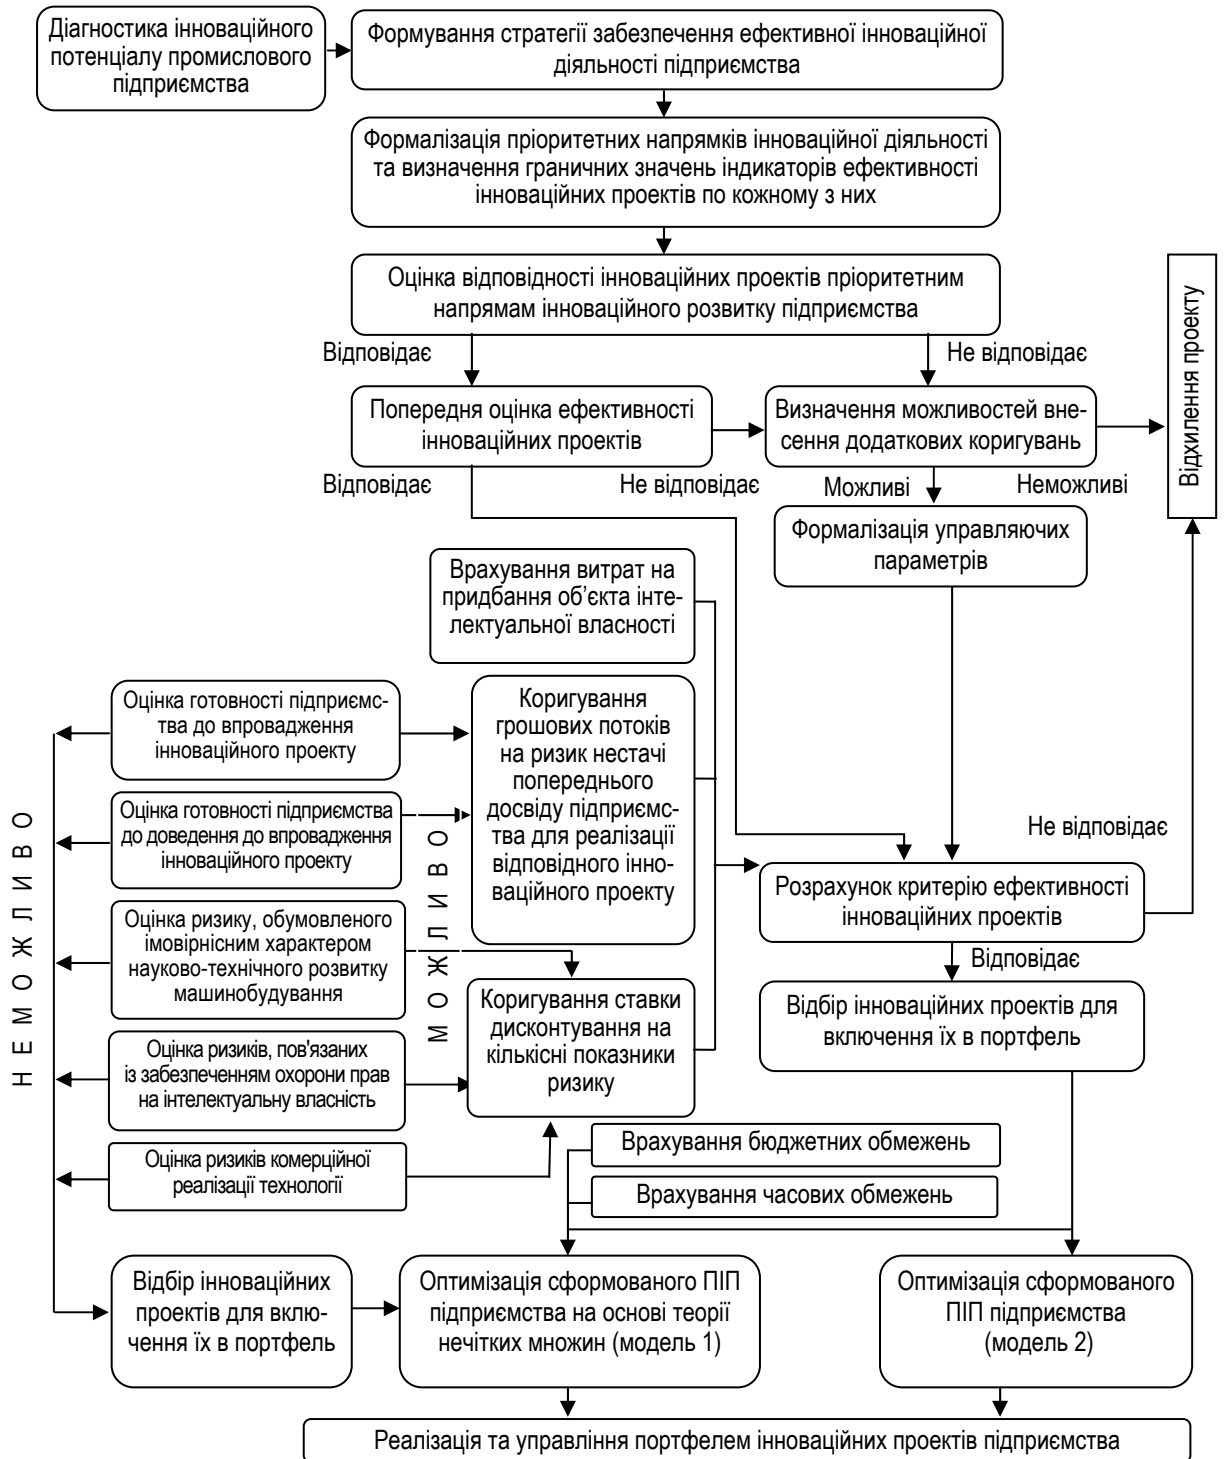 Діагностика інноваційного
потенціалу промислового
підприємства
Формування стратегії забезпечення ефективної інноваційної
діяльності підприємства
Формалізація пріоритетних напрямків інноваційної діяльності
та визначення граничних значень індикаторів ефективності
інноваційних проектів по кожному з них
Оцінка відповідності інноваційних проектів пріоритетним
напрямам інноваційного розвитку підприємства
Відповідає
Не відповідає
Попередня оцінка ефективності
інноваційних проектів
Визначення можливостей вне-
сення додаткових коригувань
Відхилення проекту
Відповідає
Не відповідає
Можливі
Неможливі
Формалізація управляючих
параметрів
Врахування витрат на
придбання об’єкта інте-
лектуальної власності
Оцінка готовності підприємс-
тва до впровадження
інноваційного проекту
Коригування
грошових потоків
на ризик нестачі
попереднього
досвіду підприємс-
тва для реалізації
відповідного інно-
ваційного проекту
Оцінка готовності підприємства
до доведення до впровадження
інноваційного проекту
НЕМОЖЛИВО
МОЖЛИВО
Не відповідає
Розрахунок критерію ефективності
інноваційних проектів
Оцінка ризику, обумовленого
імовірнісним характером
науково-технічного розвитку
машинобудування
Відповідає
Коригування ставки
дисконтування на
кількісні показники
ризику
Відбір інноваційних проектів для
включення їх в портфель
Оцінка ризиків, пов'язаних
із забезпеченням охорони прав
на інтелектуальну власність
Врахування бюджетних обмежень
Оцінка ризиків комерційної
реалізації технології
Врахування часових обмежень
Відбір інноваційних
проектів для вклю-
чення їх в портфель
Оптимізація сформованого ПІП
підприємства на основі теорії
нечітких множин (модель 1)
Оптимізація сформованого
ПІП підприємства
(модель 2)
Реалізація та управління портфелем інноваційних проектів підприємства